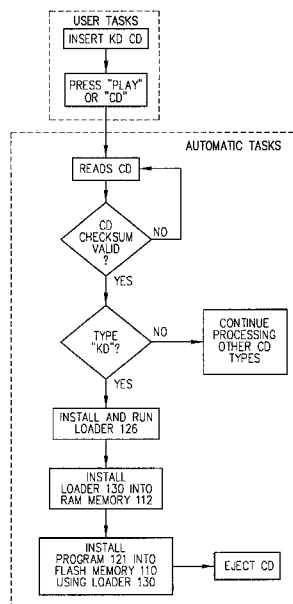 USER TASKS
INSERT KD CD
PRESS "PLAY"
OR "CD"
AUTOMATIC TASKS
READS CD
CD
CHECKSUM
VALID
?
NO
YES
TYPE
"KD"?
NO
CONTINUE
PROCESSING
OTHER CD
TYPES
YES
INSTALL AND RUN
LOADER 126
INSTALL
LOADER 130 INTO
RAM MEMORY 112
INSTALL
PROGRAM 121 INTO
FLASH MEMORY 110
USING LOADER 130
EJECT CD